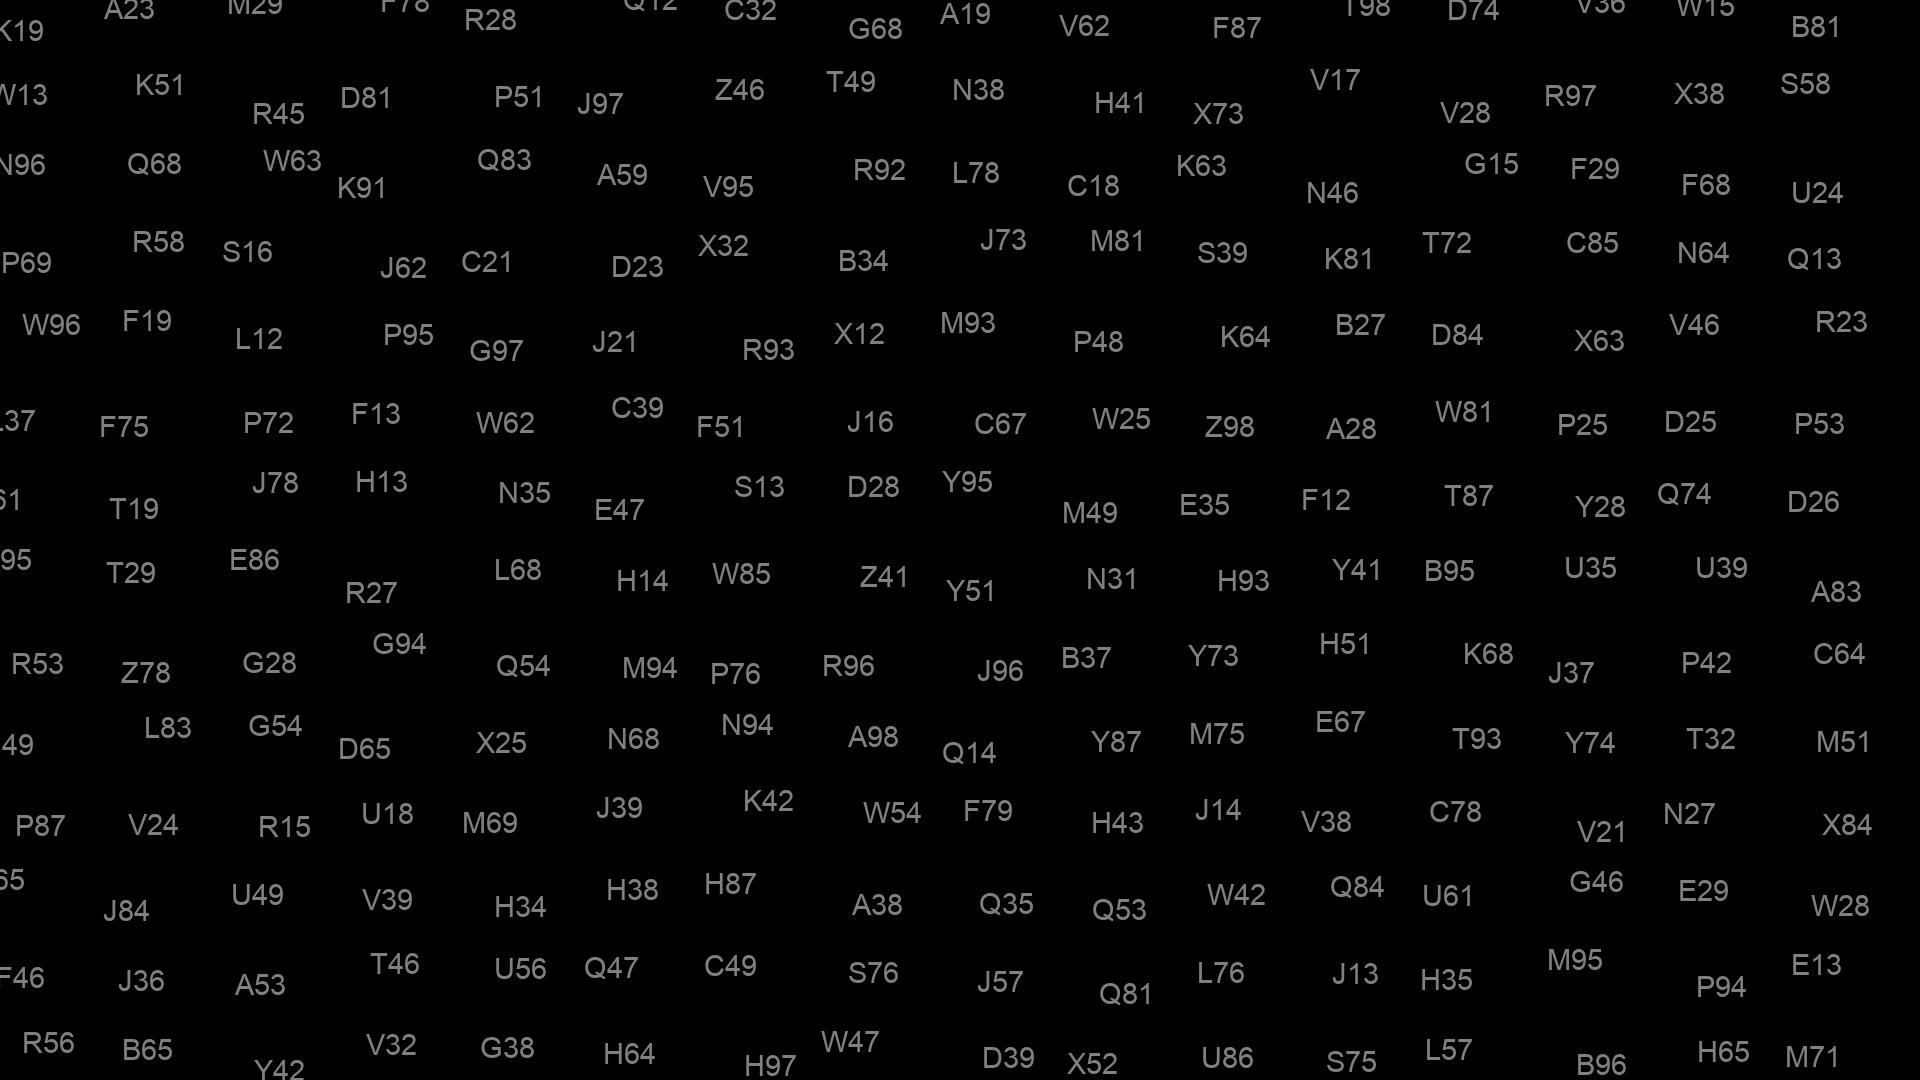 K19 A23 M29 F78 R28 Q12 C32 G68 A19 V62 F87 T98 D74 V36 W15 B81
W13 K51 R45 D81 P51 J97 Z46 T49 N38 H41 X73 V17 V28 R97 X38 S58
N96 Q68 W63 K91 Q83 A59 V95 R92 L78 C18 K63 N46 G15 F29 F68 U24
P69 R58 S16 J62 C21 D23 X32 B34 J73 M81 S39 K81 T72 C85 N64 Q13
W96 F19 L12 P95 G97 J21 R93 X12 M93 P48 K64 B27 D84 X63 V46 R23
F75 P72 F13 W62 C39 F51 J16 C67 W25 Z98 A28 W81 P25 D25 P53
T19 J78 H13 N35 E47 S13 D28 Y95 M49 E35 F12 T87 Y28 Q74 D26
95 T29 E86 R27 L68 H14 W85 Z41 Y51 N31 H93 Y41 B95 U35 U39 A83
R53 Z78 G28 G94 Q54 M94 P76 R96 J96 B37 Y73 H51 K68 J37 P42 C64
49 L83 G54 D65 X25 N68 N94 A98 Q14 Y87 M75 E67 T93 Y74 T32 M51
P87 V24 R15 U18 M69 J39 K42 W54 F79 H43 J14 V38 C78 V21 N27 X84
J84 U49 V39 H34 H38 H87 A38 Q35 Q53 W42 Q84 U61 G46 E29 W28
F46 J36 A53 T46 U56 Q47 C49 S76 J57 Q81 L76 J13 H35 M95 P94 E13
R56 B65 Y42 V32 G38 H64 H97 W47 D39 X52 U86 S75 L57 B96 H65 M71